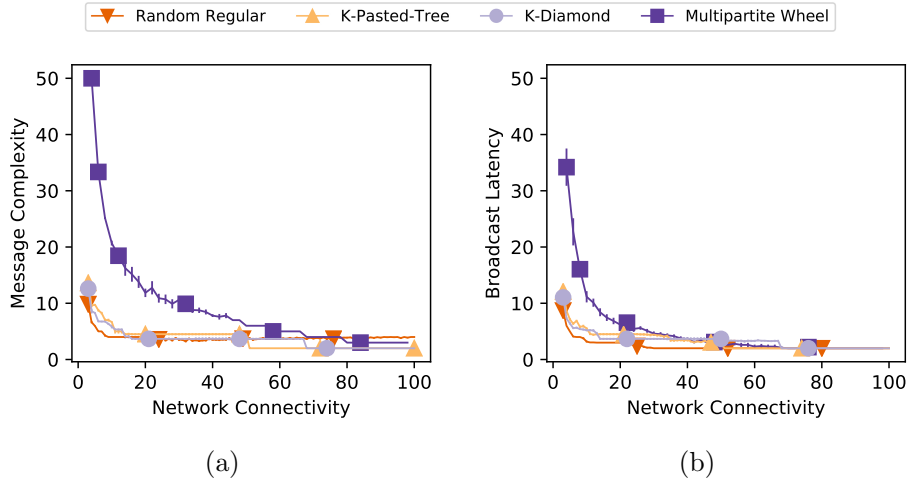 Random Regular K-Pasted-Tree K-Diamond Multipartite Wheel
50
40
30
20
10
0
Message Complexity
0 20 40 60 80 100
Network Connectivity
(a)
50
40
30
20
10
0
Broadcast Latency
0 20 40 60 80 100
Network Connectivity
(b)